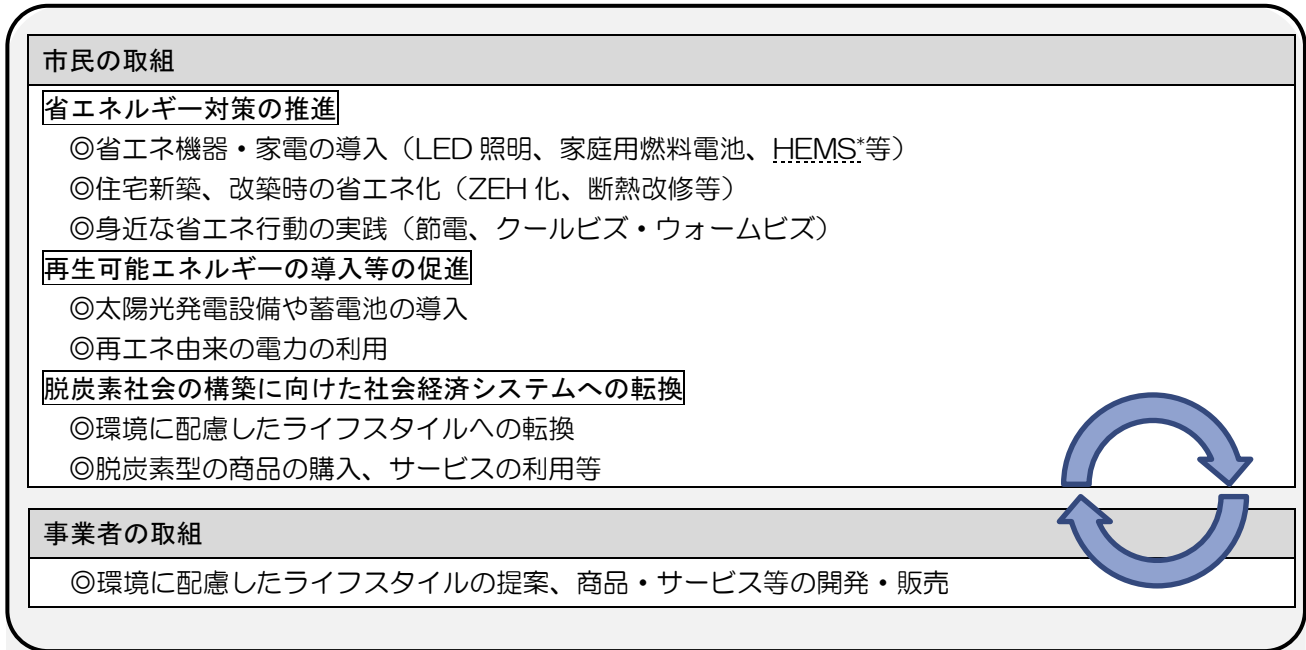 市民の取組
省エネルギー対策の推進
◎省エネ機器・家電の導入（LED 照明、家庭用燃料電池、HEMS*等）
◎住宅新築、改築時の省エネ化（ZEH 化、断熱改修等）
◎身近な省エネ行動の実践（節電、クールビズ・ウォームビズ）
再生可能エネルギーの導入等の促進
◎太陽光発電設備や蓄電池の導入
◎再エネ由来の電力の利用
脱炭素社会の構築に向けた社会経済システムへの転換
◎環境に配慮したライフスタイルへの転換
◎脱炭素型の商品の購入、サービスの利用等
事業者の取組
◎環境に配慮したライフスタイルの提案、商品・サービス等の開発・販売